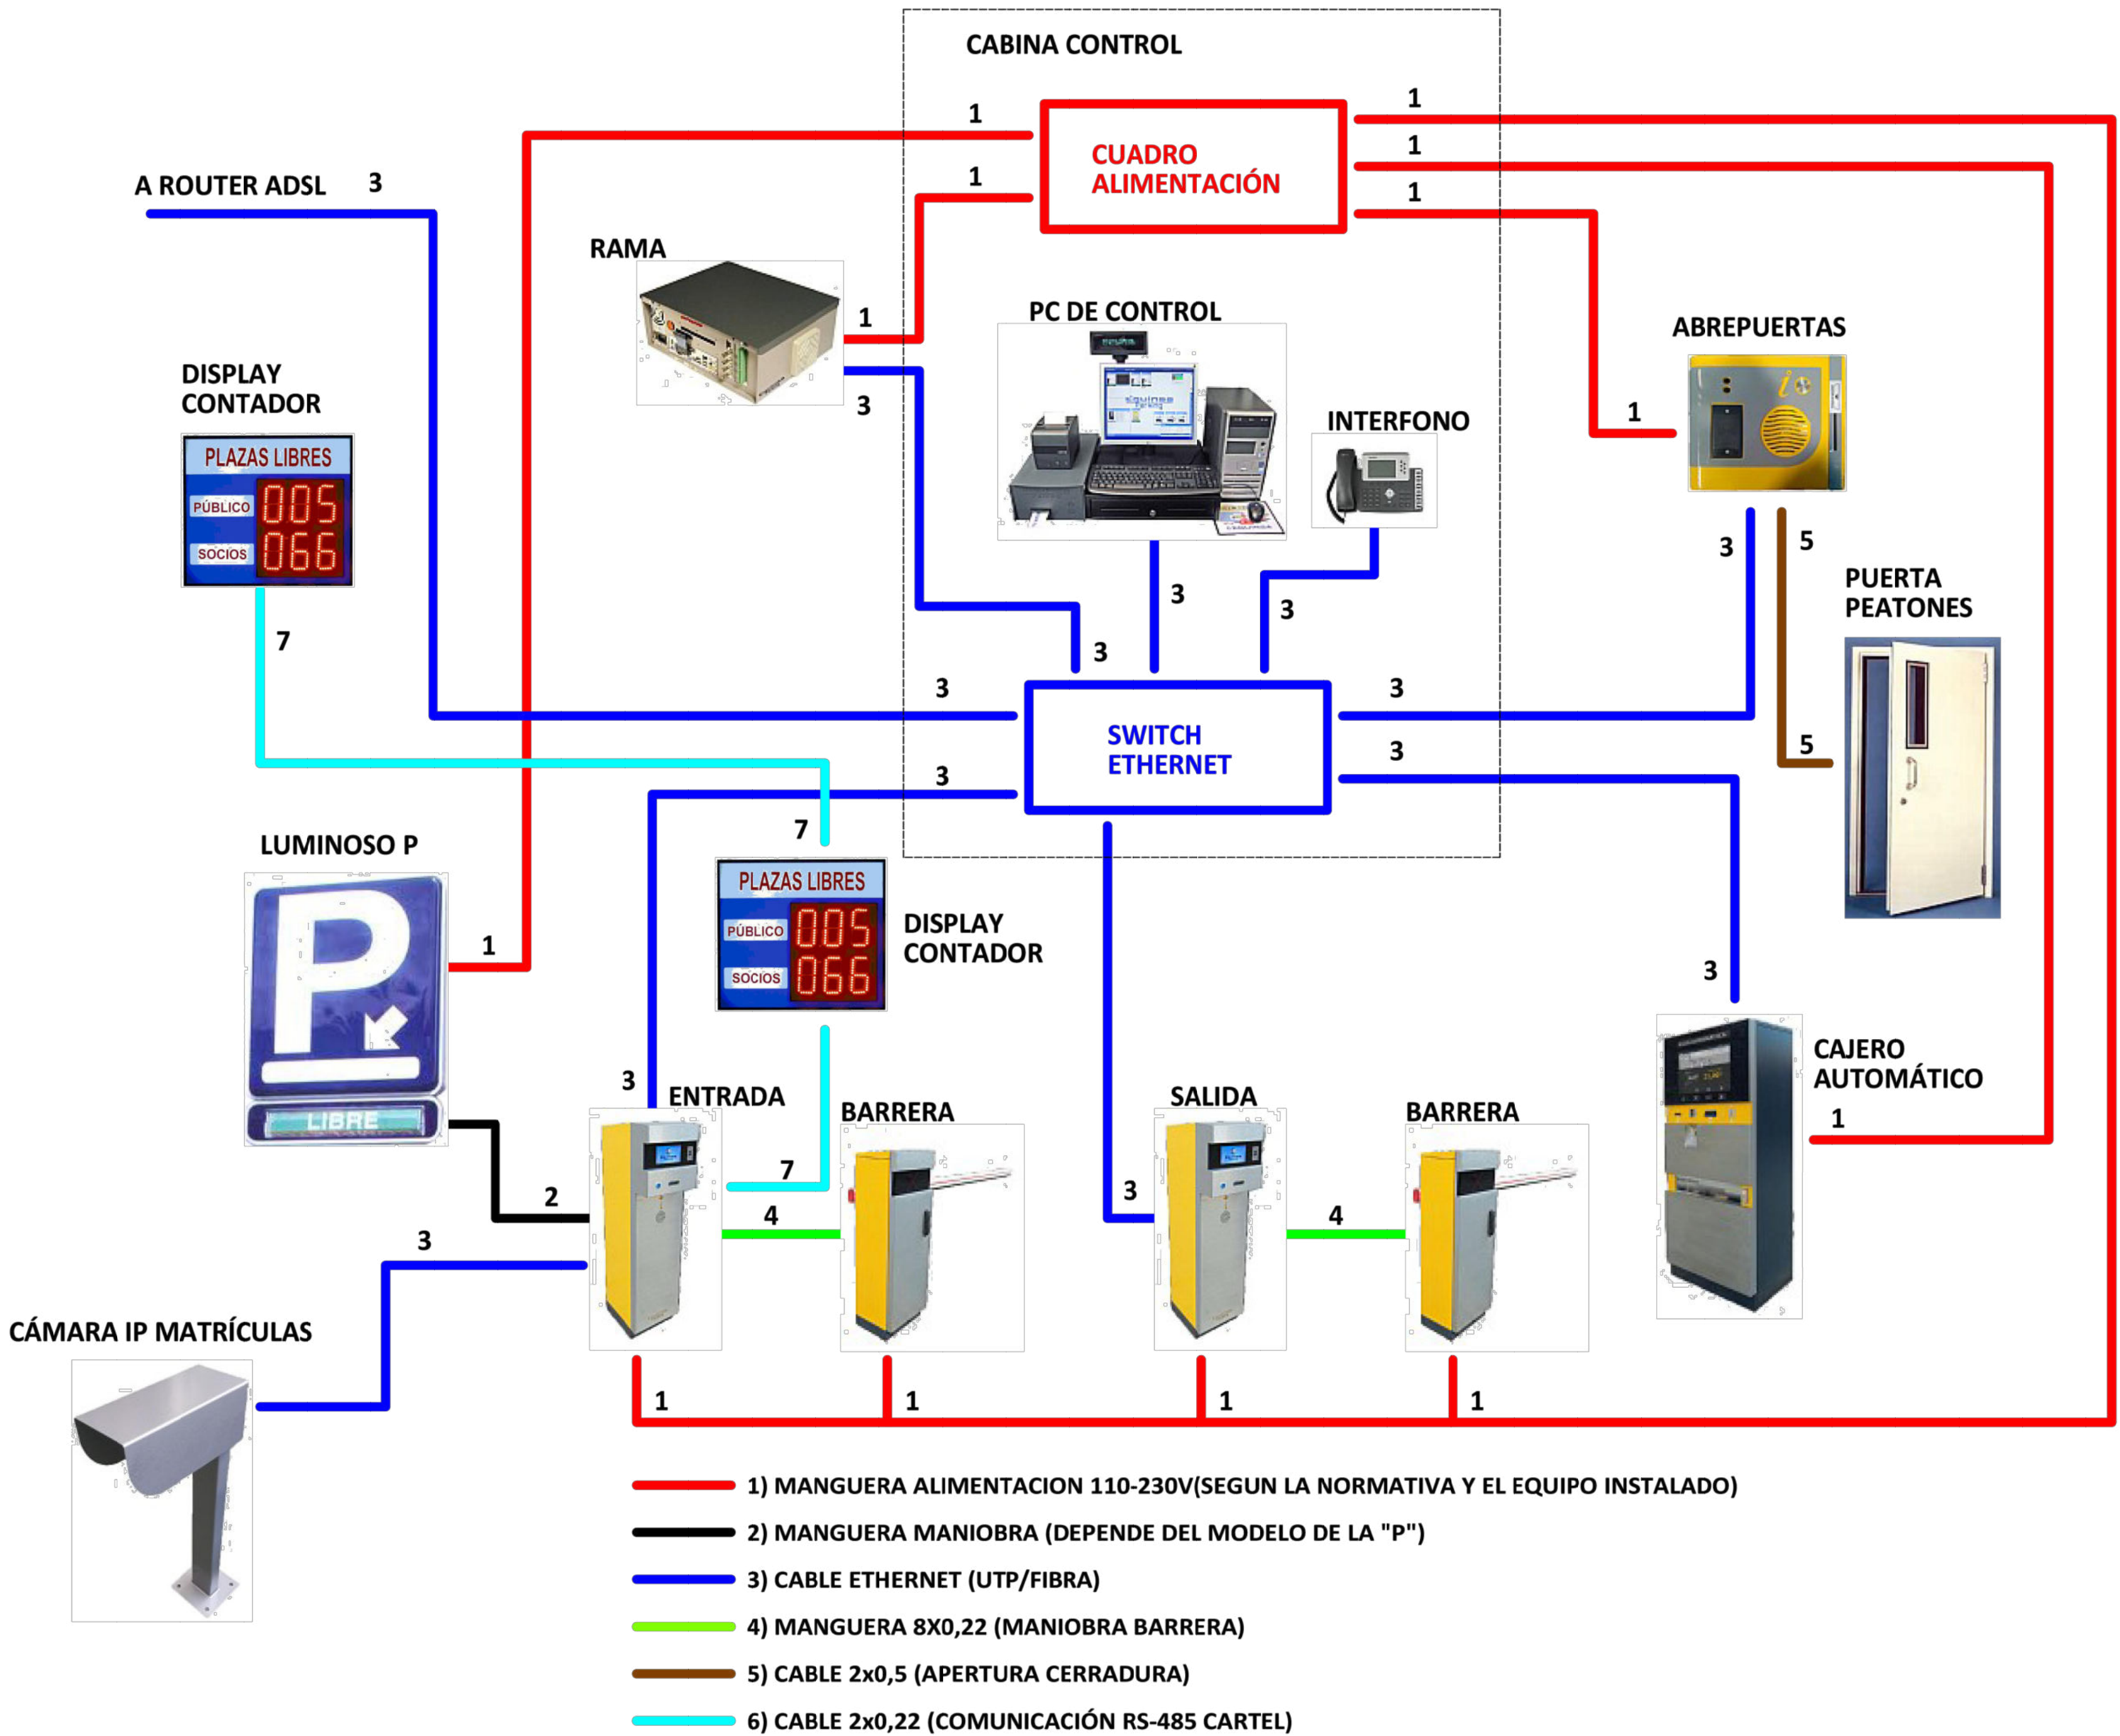 CABINA CONTROL
1
1
CUADRO
ALIMENTACIÓN
1
1
1
1
A ROUTER ADSL
3
RAMA
1
3
PC DE CONTROL
INTERFONO
ABREPUERTAS
1
DISPLAY
CONTADOR
PLAZAS LIBRES
PÚBLICO 005
SOCIOS 066
7
3
3
3
3
5
PUERTA
PEATONES
5
3
3
SWITCH
ETHERNET
3
3
7
LUMINOSO P
P
LIBRE
1
PLAZAS LIBRES
PÚBLICO 005
SOCIOS 066
DISPLAY
CONTADOR
3
CAJERO
AUTOMÁTICO
1
3
ENTRADA
BARRERA
SALIDA
BARRERA
7
2
4
3
4
3
CÁMARA IP MATRÍCULAS
1
1
1
1
1) MANGUERA ALIMENTACION 110-230V(SEGUN LA NORMATIVA Y EL EQUIPO INSTALADO)
2) MANGUERA MANIOBRA (DEPENDE DEL MODELO DE LA "P")
3) CABLE ETHERNET (UTP/FIBRA)
4) MANGUERA 8X0,22 (MANIOBRA BARRERA)
5) CABLE 2x0,5 (APERTURA CERRADURA)
6) CABLE 2x0,22 (COMUNICACIÓN RS-485 CARTEL)